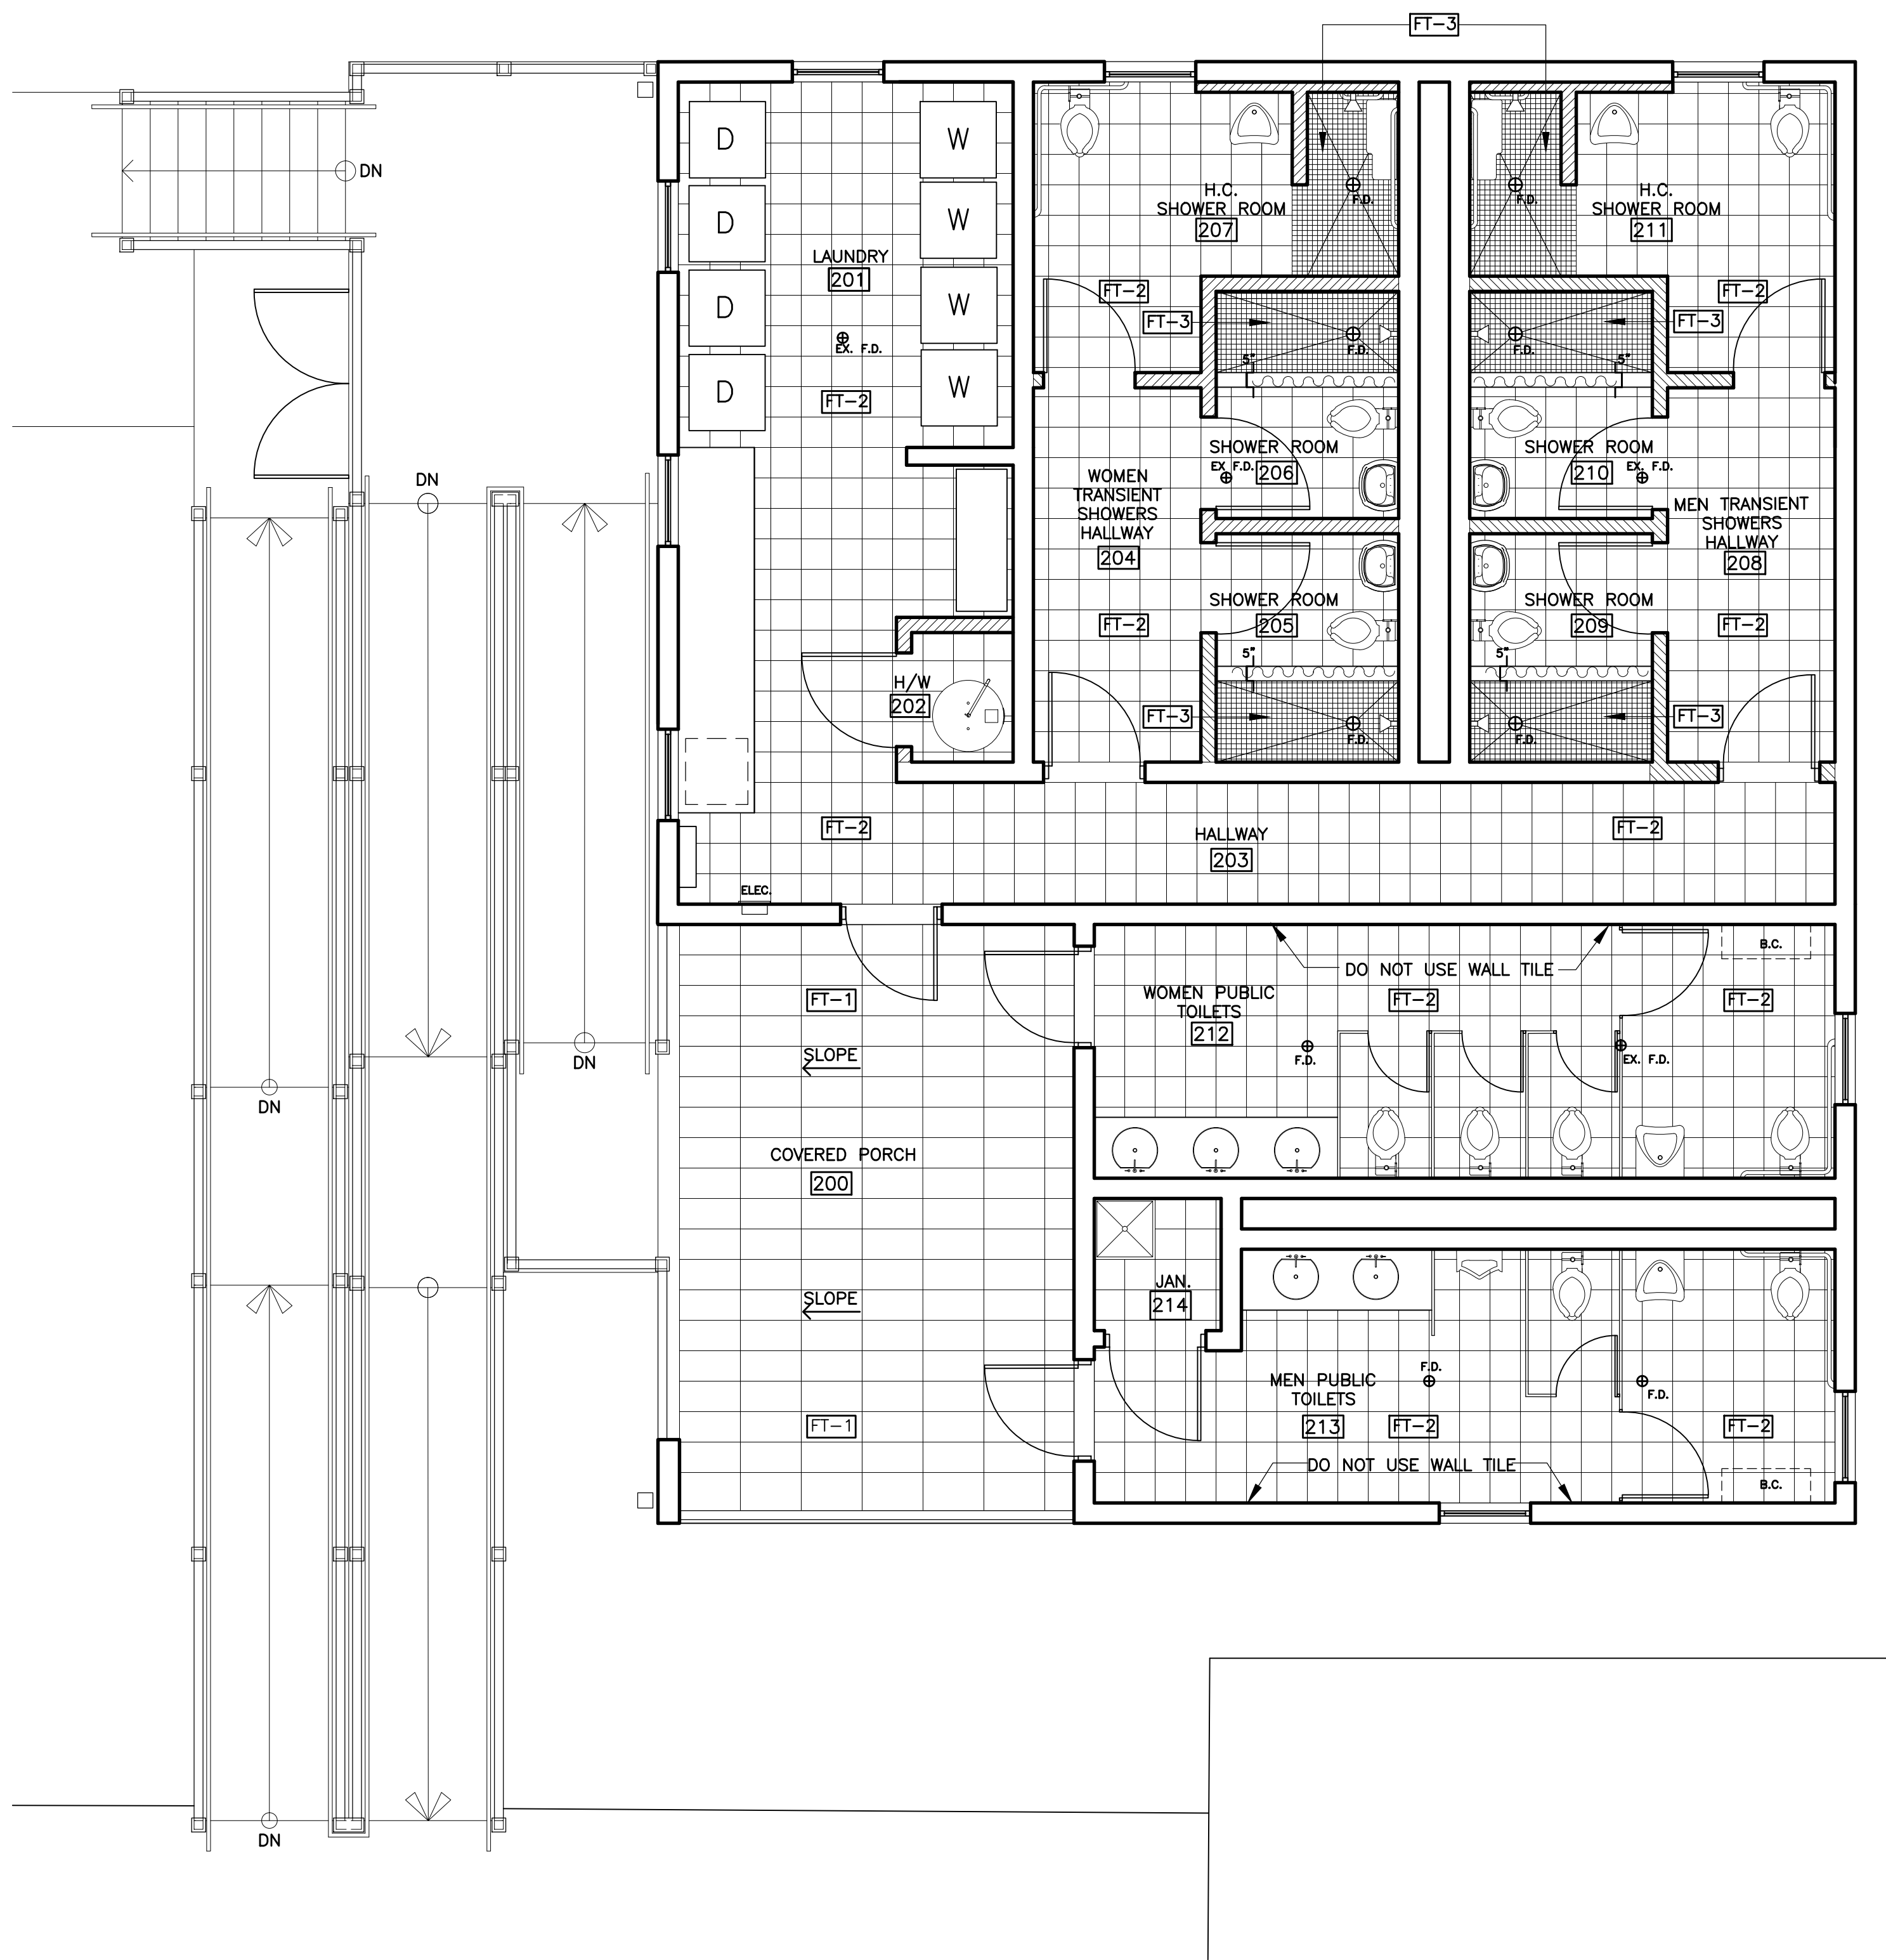 FT-3
DN
D
W
D
W
D
W
D
W
LAUNDRY
201
EX. F.D.
FT-2
H.C.
SHOWER ROOM
207
F.D.
F.D.
H.C.
SHOWER ROOM
211
FT-2
FT-3
F.D.
5"
F.D.
5"
FT-3
FT-2
SHOWER ROOM
EX F.D.
206
SHOWER ROOM
210
EX. F.D.
WOMEN
TRANSIENT
SHOWERS
HALLWAY
204
MEN TRANSIENT
SHOWERS
HALLWAY
208
DN
SHOWER ROOM
205
SHOWER ROOM
209
FT-2
FT-2
5"
5"
H/W
202
FT-3
F.D.
F.D.
FT-3
FT-2
HALLWAY
203
FT-2
ELEC.
B.C.
DO NOT USE WALL TILE
FT-1
WOMEN PUBLIC
TOILETS
212
FT-2
FT-2
SLOPE
F.D.
EX. F.D.
DN
DN
COVERED PORCH
200
JAN.
214
SLOPE
F.D.
MEN PUBLIC
TOILETS
213
F.D.
FT-1
FT-2
FT-2
DO NOT USE WALL TILE
B.C.
DN